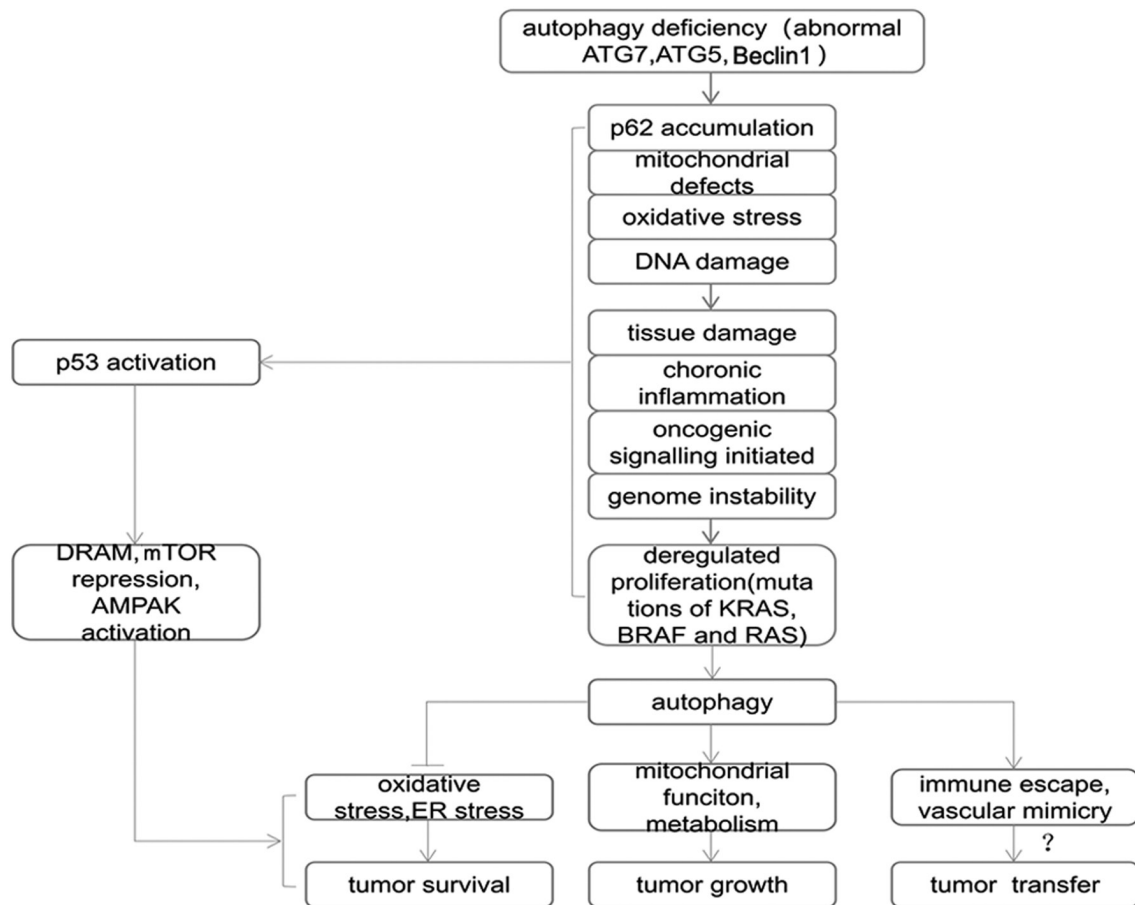 autophagy deficiency（abnormal
ATG7,ATG5, Beclin1）
p62 accumulation
mitochondrial
defects
oxidative stress
DNA damage
tissue damage
p53 activation
choronic
inflammation
oncogenic
signalling initiated
genome instability
DRAM, mTOR
repression,
AMPAK
activation
deregulated
proliferation(muta
tions of KRAS,
BRAF and RAS)
autophagy
oxidative
stress,ER stress
mitochondrial
funciton,
metabolism
immune escape,
vascular mimicry
?
tumor survival
tumor growth
tumor transfer